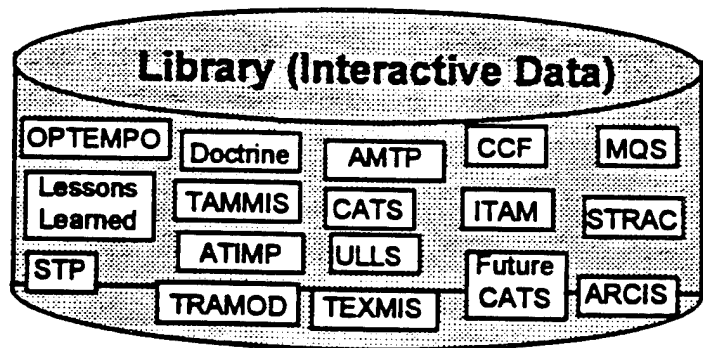 Library (Interactive Data)
OPTEMPO
Doctrine
AMTP
CCF
MQS
Lessons
Learned
TAMMIS
CATS
ITAM
STRAC
STP
ATIMP
ULLS
Future
CATS
ARCIS
TRAMOD
TEXMIS